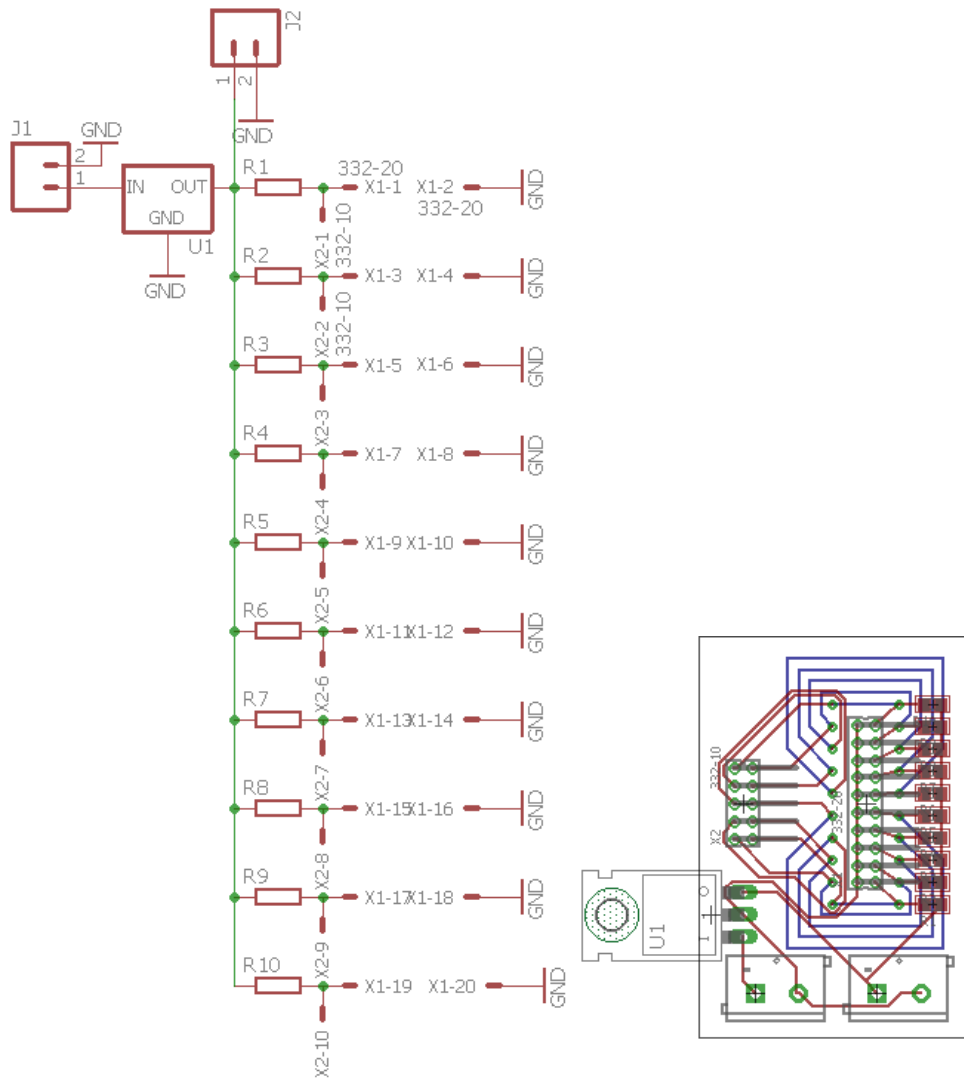 J2
1
2
GND
J1
GND
2
1
IN
OUT
GND
U1
GND
R1
332-20
X1-1
X1-2
332-20
GND
X2-1
332-10
R2
X1-3
X1-4
GND
X2-2
332-10
R3
X1-5
X1-6
GND
X2-3
R4
X1-7
X1-8
GND
X2-4
R5
X1-9
X1-10
GND
X2-5
R6
X1-11
X1-12
GND
X2-6
R7
X1-13
X1-14
GND
X2-7
R8
X1-15
X1-16
GND
X2-8
R9
X1-17
X1-18
GND
X2-9
R10
X1-19
X1-20
GND
X2-10
332-10
X2
332-20
U1
O
I